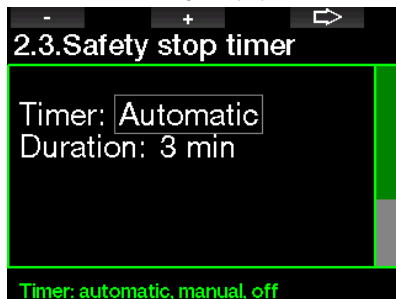 - + ⇨
2.3.Safety stop timer
Timer: Automatic
Duration: 3 min
Timer: automatic, manual, off